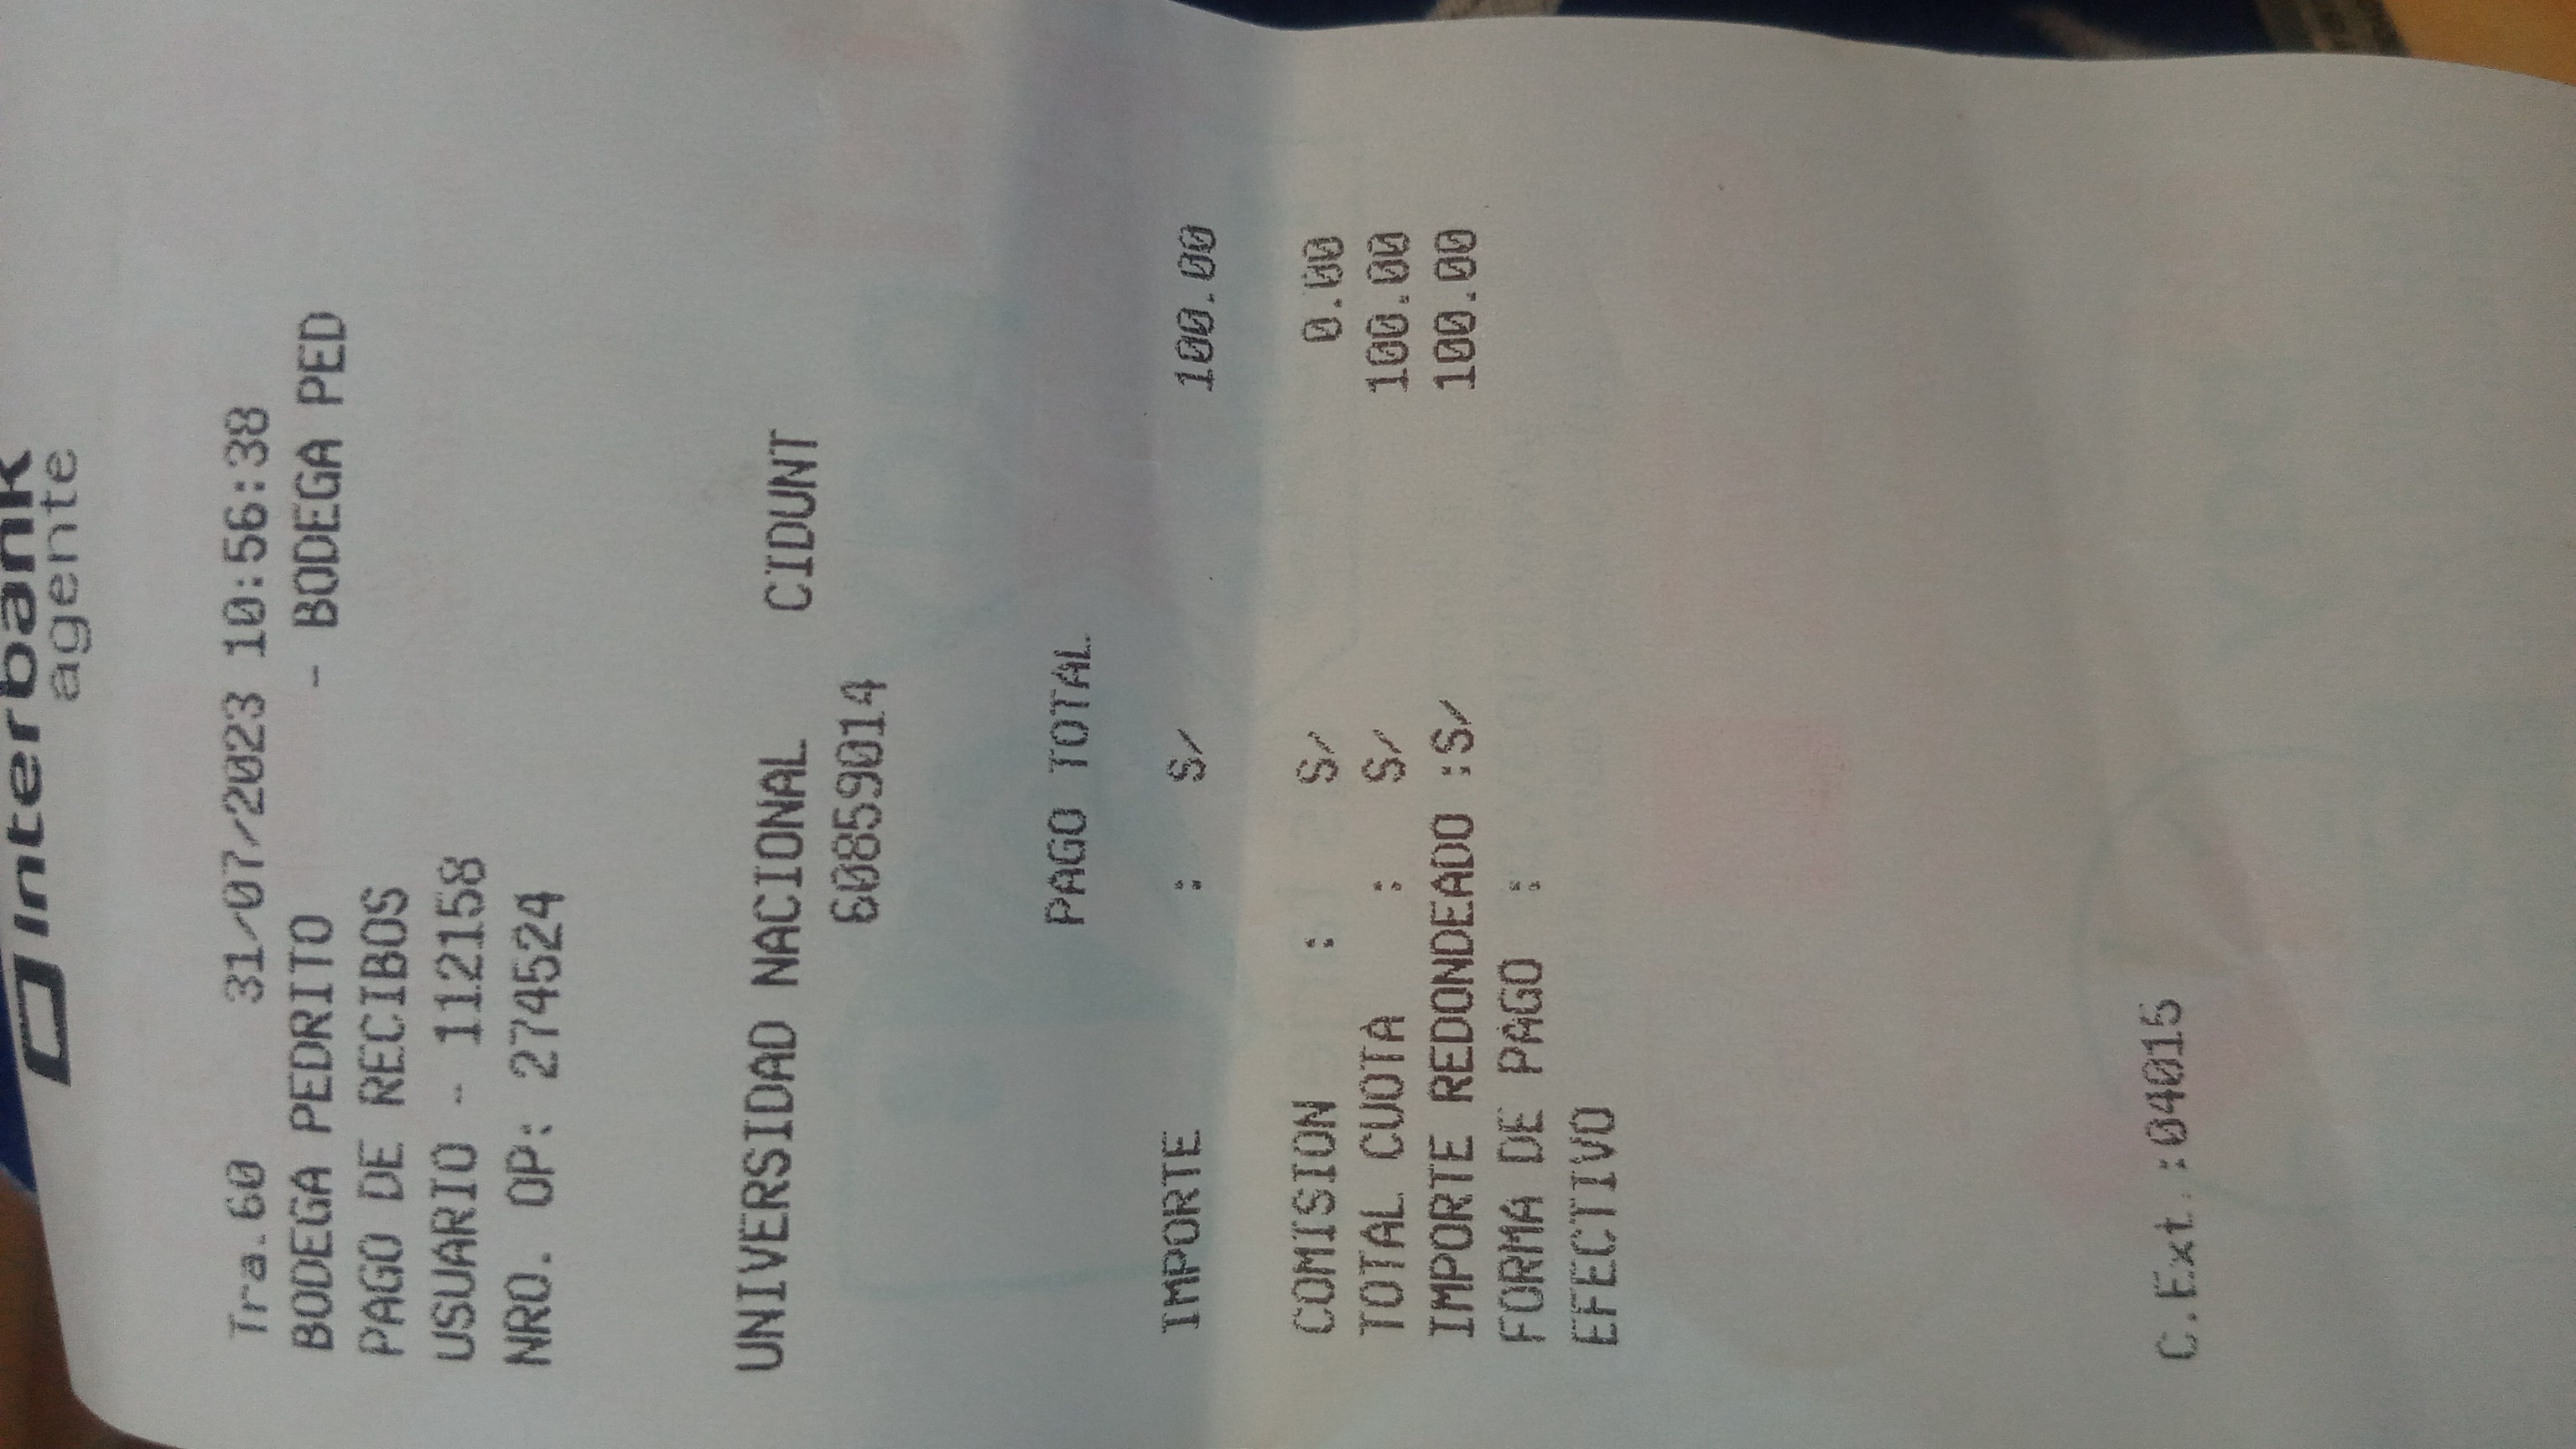 Interbank
agente
Tra.60 31/07/2023 10:56:38
BODEGA PEDRITO - BODEGA PED
PAGO DE RECIBOS
USUARIO - 112158
NRO. OP: 274524
UNIVERSIDAD NACIONAL CIDUNT
60859014
PAGO TOTAL
IMPORTE : S/ 100.00
COMISION : S/ 0.00
TOTAL CUOTA : S/ 100.00
IMPORTE REDONDEADO :S/ 100.00
FORMA DE PAGO :
EFECTIVO
C.Ext.:04015